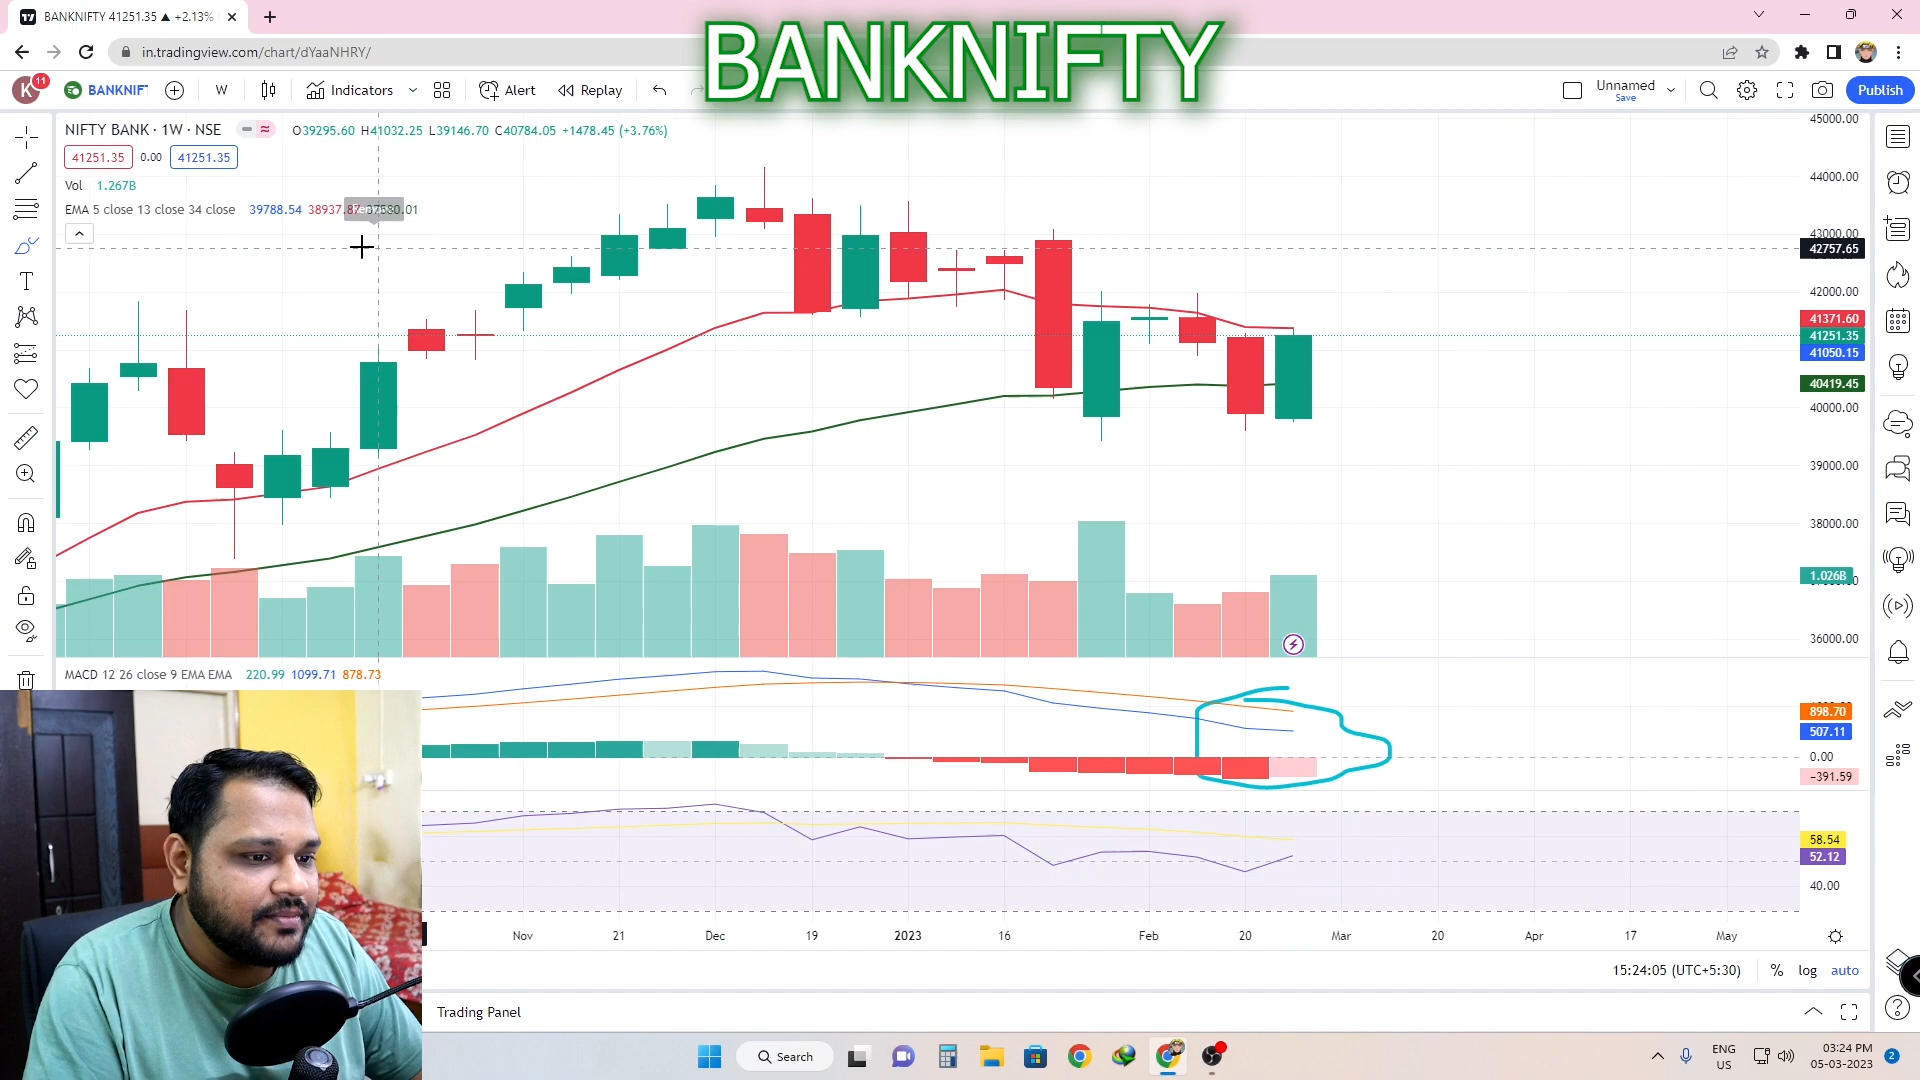 BANKNIFTY 41251.35 ▲ +2.13%
in.tradingview.com/chart/dYaaNHRY/
BANKNIFTY
K 11 BANKNIF W Indicators Alert Replay Unnamed Save Publish
NIFTY BANK · 1W · NSE O39295.60 H41032.25 L39146.70 C40784.05 +1478.45 (+3.76%)
41251.35 0.00 41251.35
Vol 1.267B
EMA 5 close 13 close 34 close 39788.54
45000.00
44000.00
43000.00
42757.65
42000.00
41371.60
41251.35
41050.15
40419.45
40000.00
39000.00
38000.00
1.026B
36000.00
MACD 12 26 close 9 EMA EMA 220.99 1099.71 878.73
898.70
507.11
0.00
−391.59
58.54
52.12
40.00
Nov 21 Dec 19 2023 16 Feb 20 Mar 20 Apr 17 May
15:24:05 (UTC+5:30) % log auto
Trading Panel
Search
ENG
US
03:24 PM
05-03-2023
2